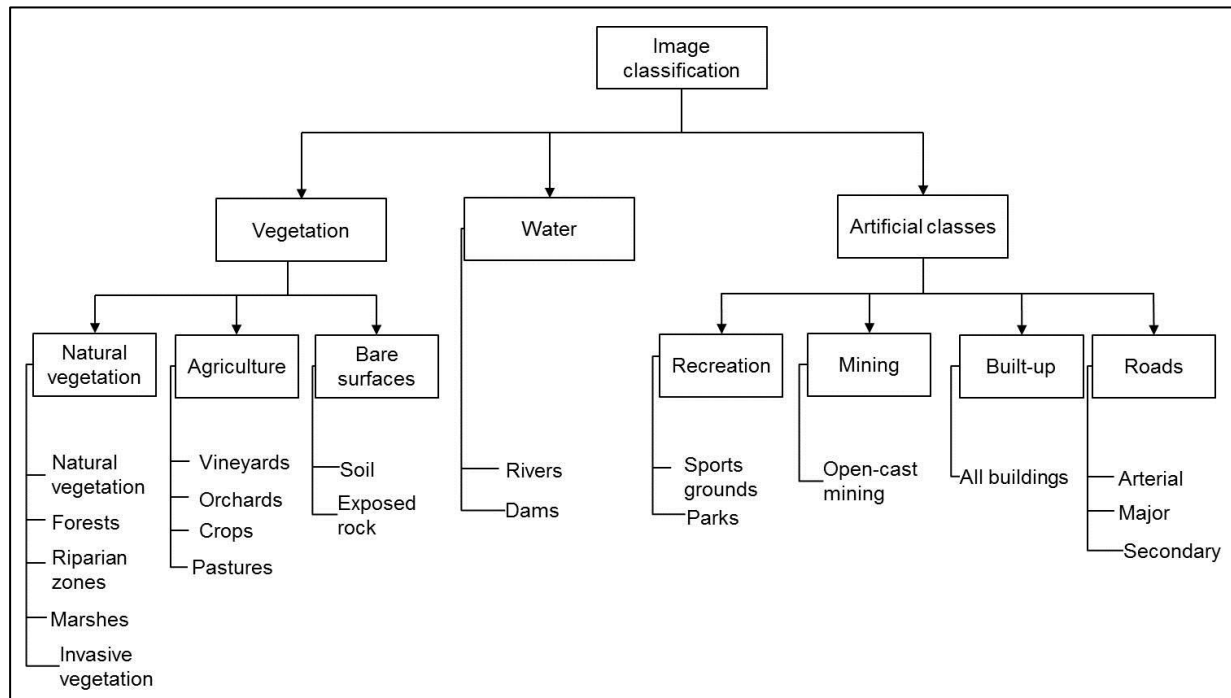 Image
classification
Vegetation
Water
Artificial classes
Natural
vegetation
Agriculture
Bare
surfaces
Recreation
Mining
Built-up
Roads
Natural
vegetation
Forests
Riparian
zones
Marshes
Invasive
vegetation
Vineyards
Orchards
Crops
Pastures
Soil
Exposed
rock
Rivers
Dams
Sports
grounds
Parks
Open-cast
mining
All buildings
Arterial
Major
Secondary